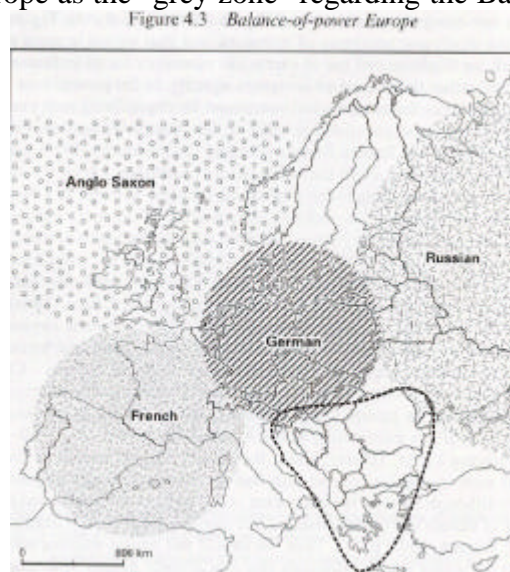 ope as the "grey zone" regarding the Ba
Figure 4.3 Balance-of-power Europe
Anglo Saxon
Russian
German
French
0 800 km